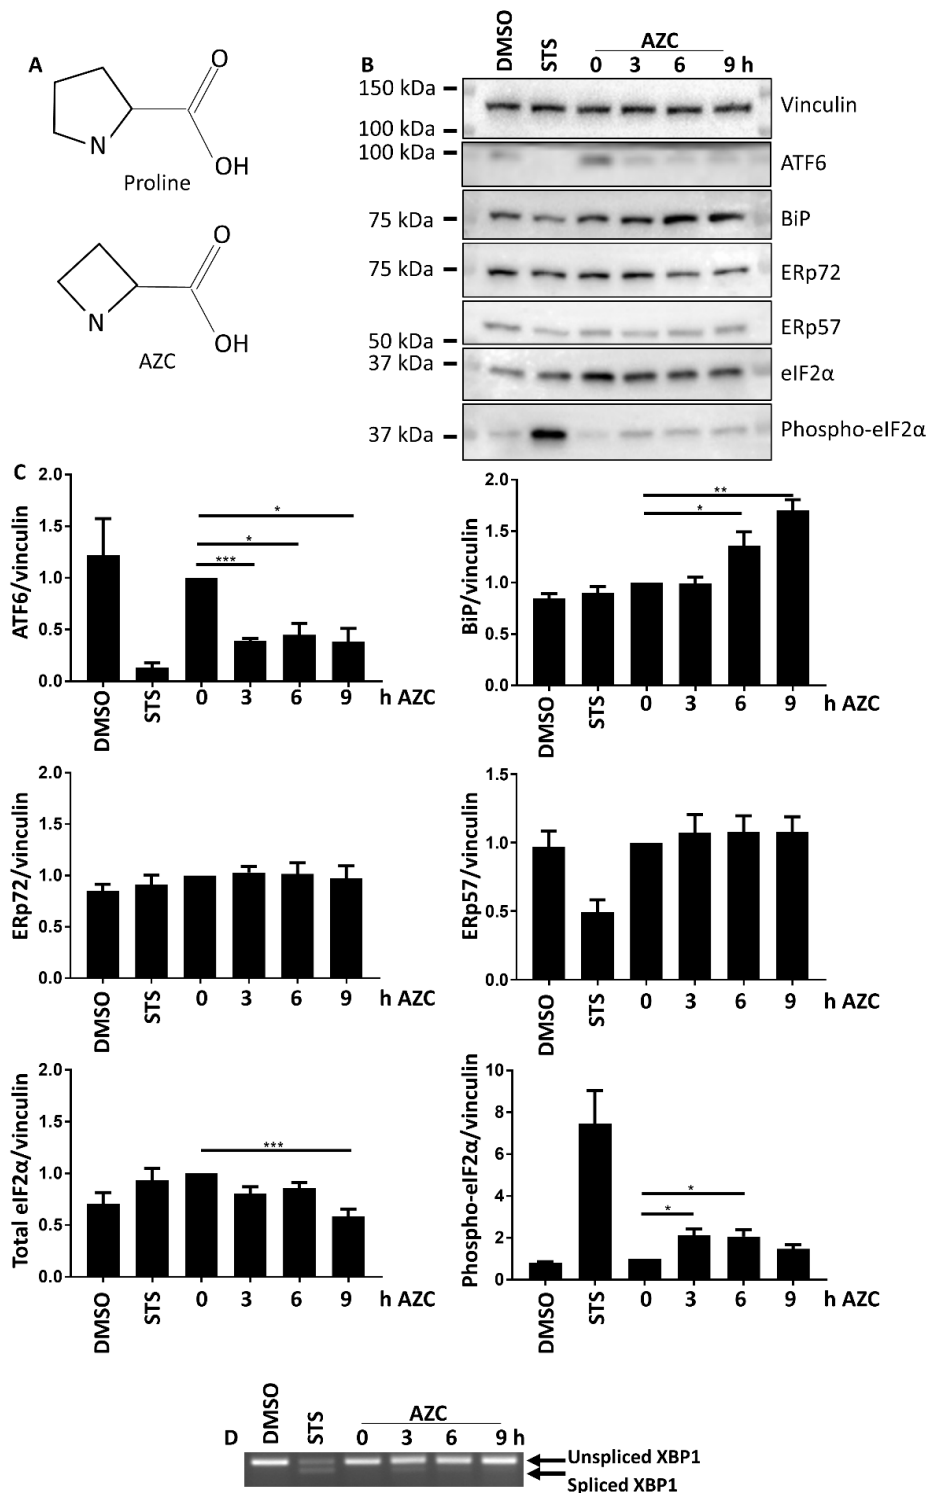 A
O
N
OH
Proline
O
N
OH
AZC
B
DMSO
STS
AZC
0 3 6 9 h
150 kDa
Vinculin
100 kDa
100 kDa
ATF6
75 kDa
BiP
75 kDa
ERp72
ERp57
50 kDa
37 kDa
eIF2α
37 kDa
Phospho-eIF2α
C
ATF6/vinculin
2.0
1.5
1.0
0.5
0.0
*
*
***
DMSO
STS
0 3 6 9 h AZC
BiP/vinculin
2.0
1.5
1.0
0.5
0.0
**
*
DMSO
STS
0 3 6 9 h AZC
ERp72/vinculin
2.0
1.5
1.0
0.5
0.0
DMSO
STS
0 3 6 9 h AZC
ERp57/vinculin
1.5
1.0
0.5
0.0
DMSO
STS
0 3 6 9 h AZC
Total eIF2α/vinculin
2.0
1.5
1.0
0.5
0.0
***
DMSO
STS
0 3 6 9 h AZC
Phospho-eIF2α/vinculin
10
8
6
4
2
0
*
*
DMSO
STS
0 3 6 9 h AZC
D
DMSO
STS
AZC
0 3 6 9 h
Unspliced XBP1
Spliced XBP1